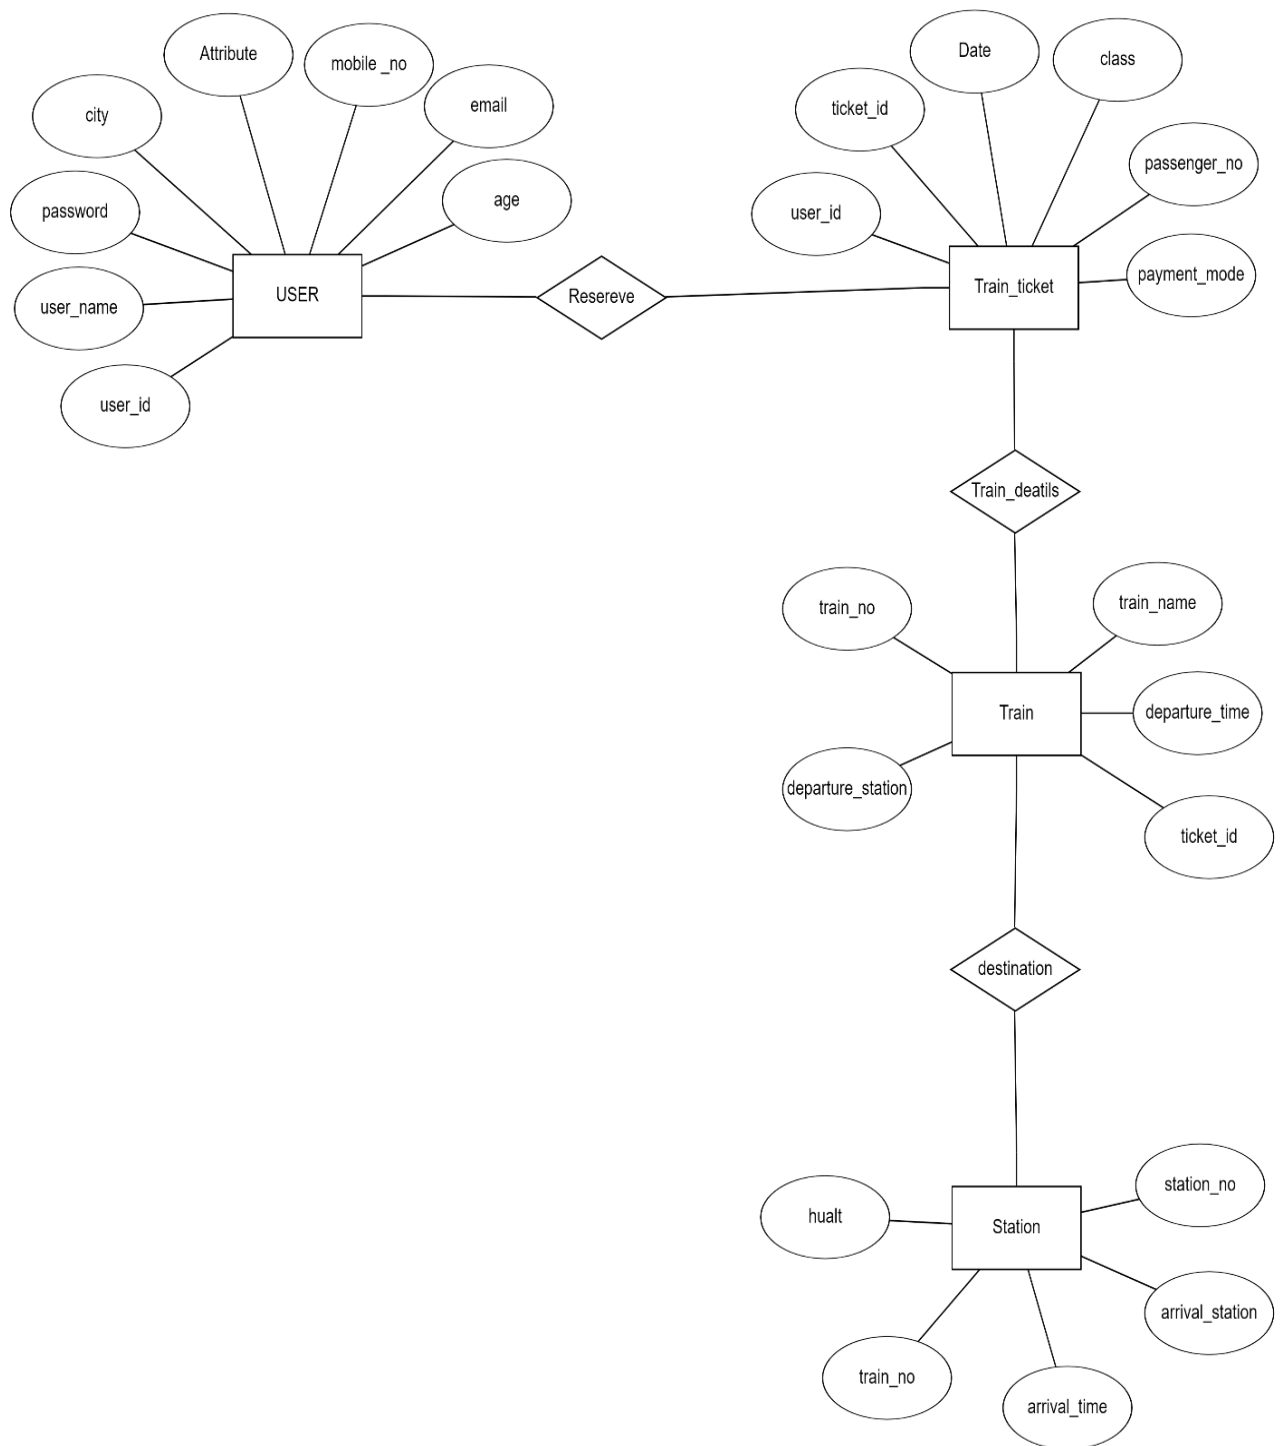 Attribute
mobile _no
city
email
password
age
user_name
USER
user_id
Resereve
Date
class
ticket_id
passenger_no
user_id
payment_mode
Train_ticket
Train_deatils
train_no
train_name
Train
departure_time
departure_station
ticket_id
destination
station_no
hualt
Station
arrival_station
train_no
arrival_time